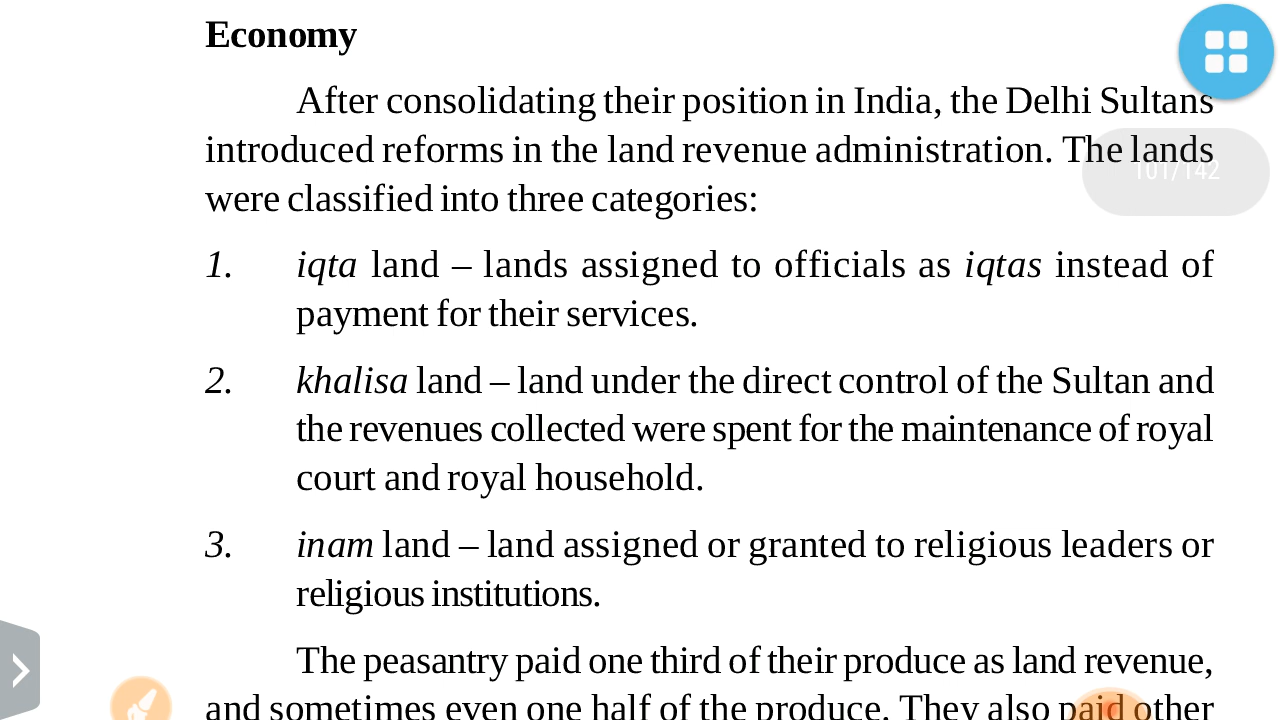 Economy
After consolidating their position in India, the Delhi Sultans
introduced reforms in the land revenue administration. The lands
were classified into three categories:
101/142
1. iqta land – lands assigned to officials as iqtas instead of
payment for their services.
2. khalisa land – land under the direct control of the Sultan and
the revenues collected were spent for the maintenance of royal
court and royal household.
3. inam land – land assigned or granted to religious leaders or
religious institutions.
The peasantry paid one third of their produce as land revenue,
and sometimes even one half of the produce. They also paid other